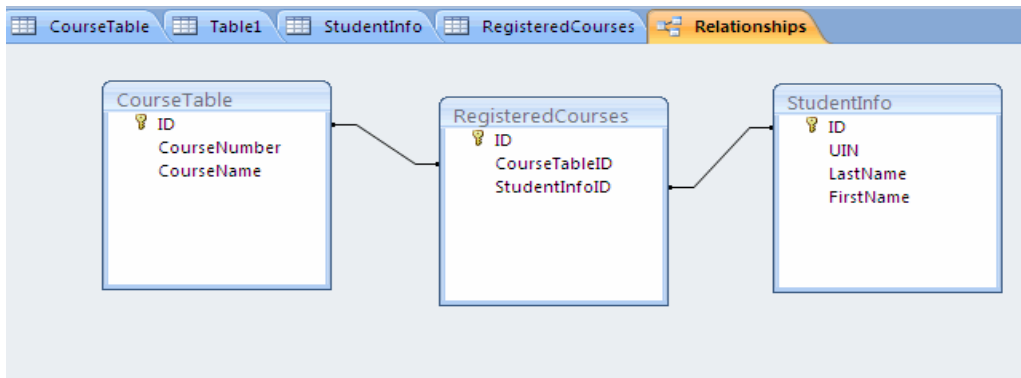 CourseTable Table1 StudentInfo RegisteredCourses Relationships
CourseTable
ID
CourseNumber
CourseName
RegisteredCourses
ID
CourseTableID
StudentInfoID
StudentInfo
ID
UIN
LastName
FirstName